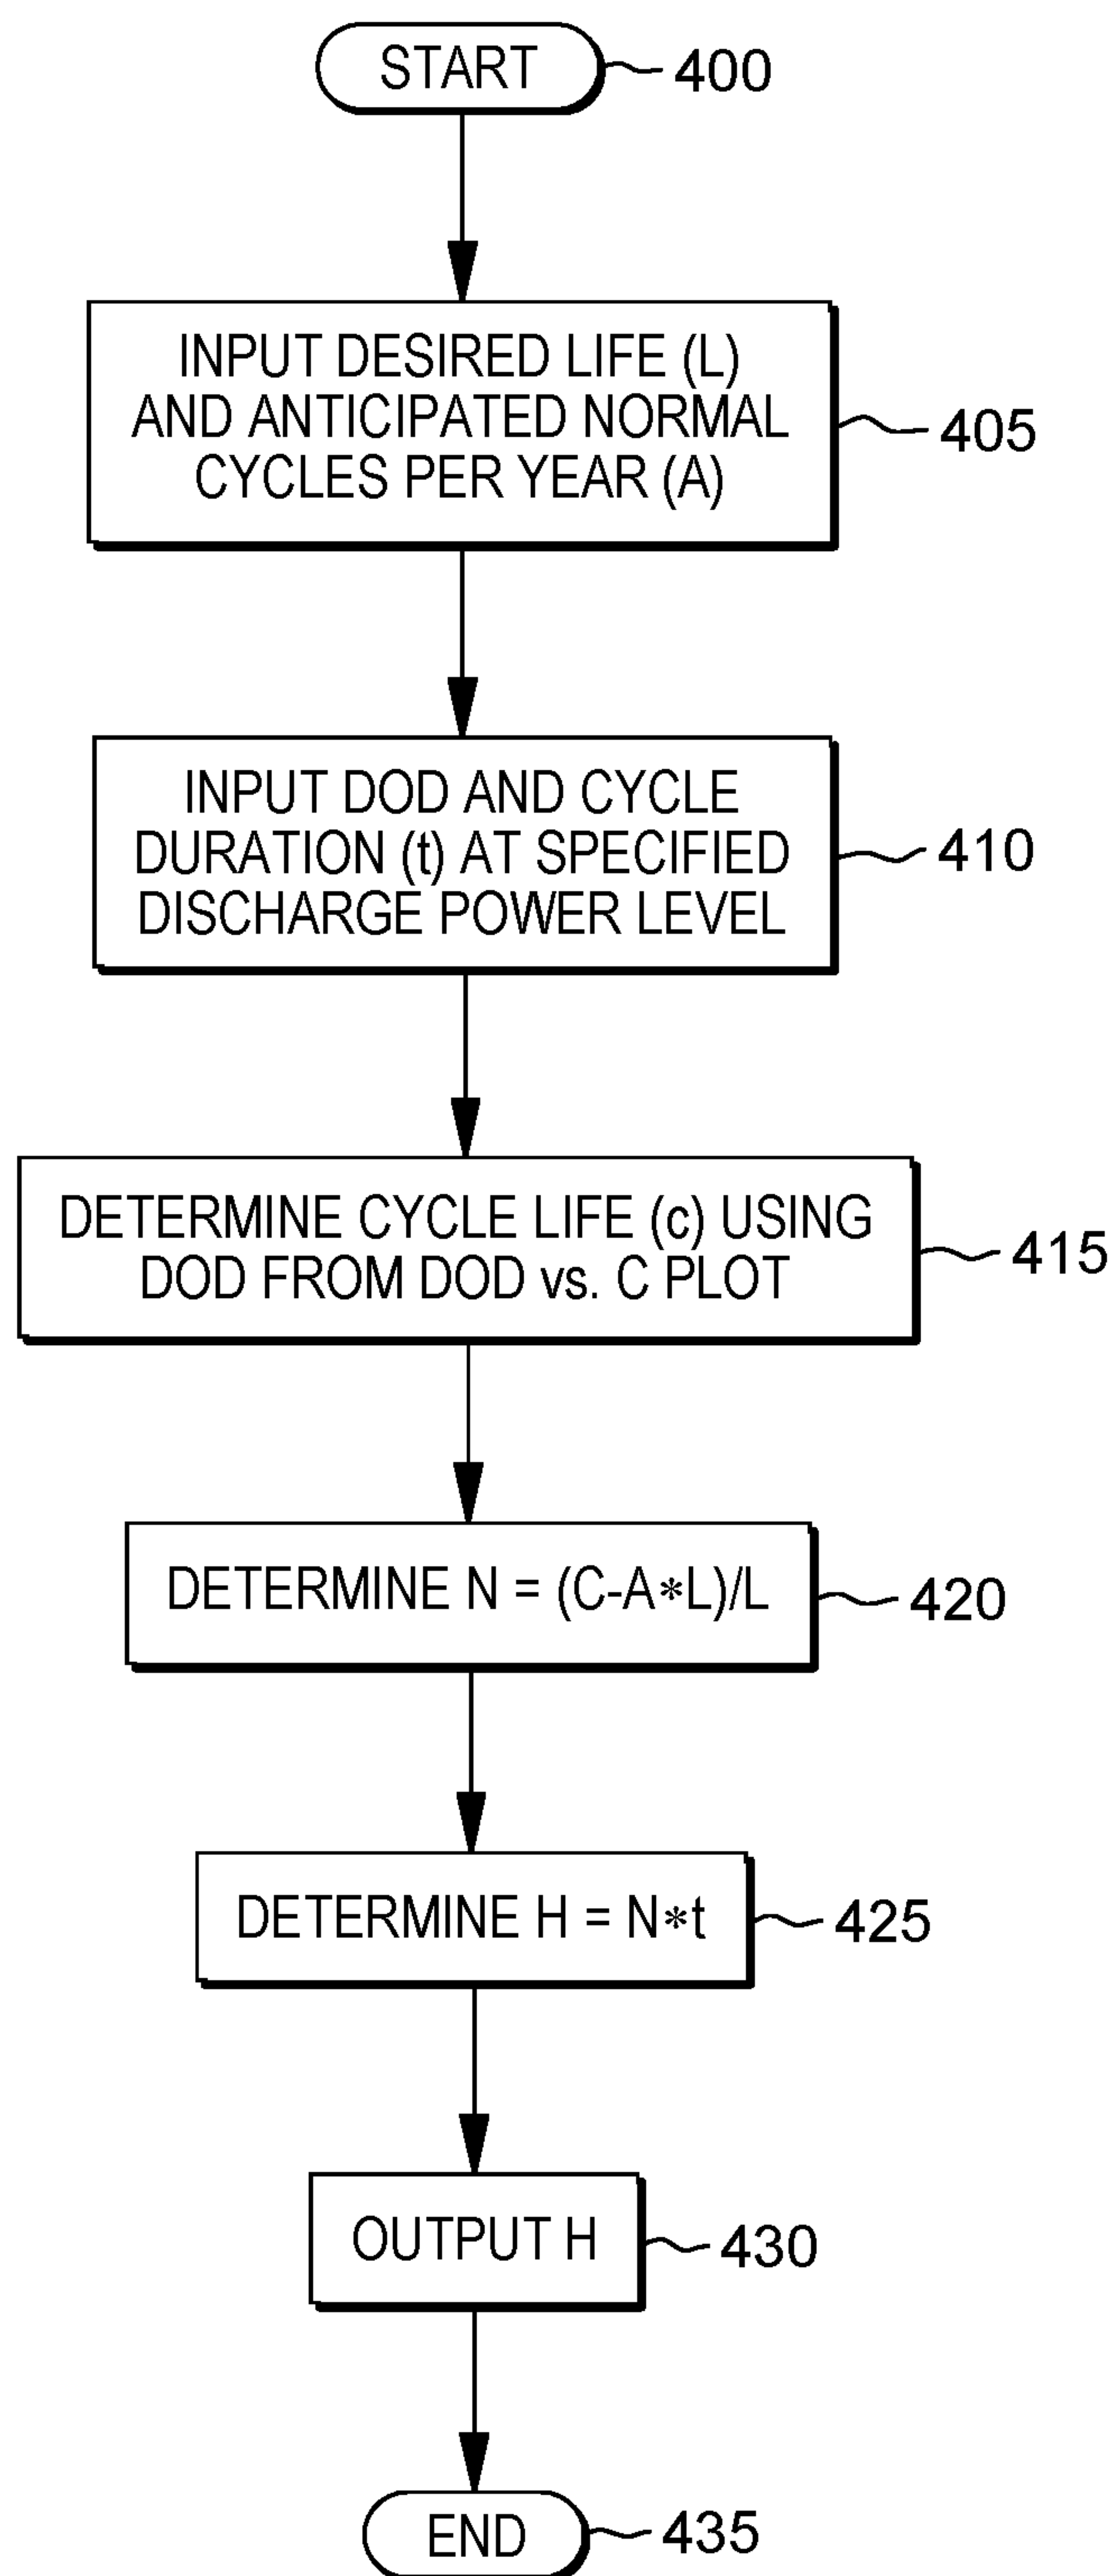 START
400
INPUT DESIRED LIFE (L)
AND ANTICIPATED NORMAL
CYCLES PER YEAR (A)
405
INPUT DOD AND CYCLE
DURATION (t) AT SPECIFIED
DISCHARGE POWER LEVEL
410
DETERMINE CYCLE LIFE (c) USING
DOD FROM DOD vs. C PLOT
415
DETERMINE N = (C-A*L)/L
420
DETERMINE H = N*t
425
OUTPUT H
430
END
435